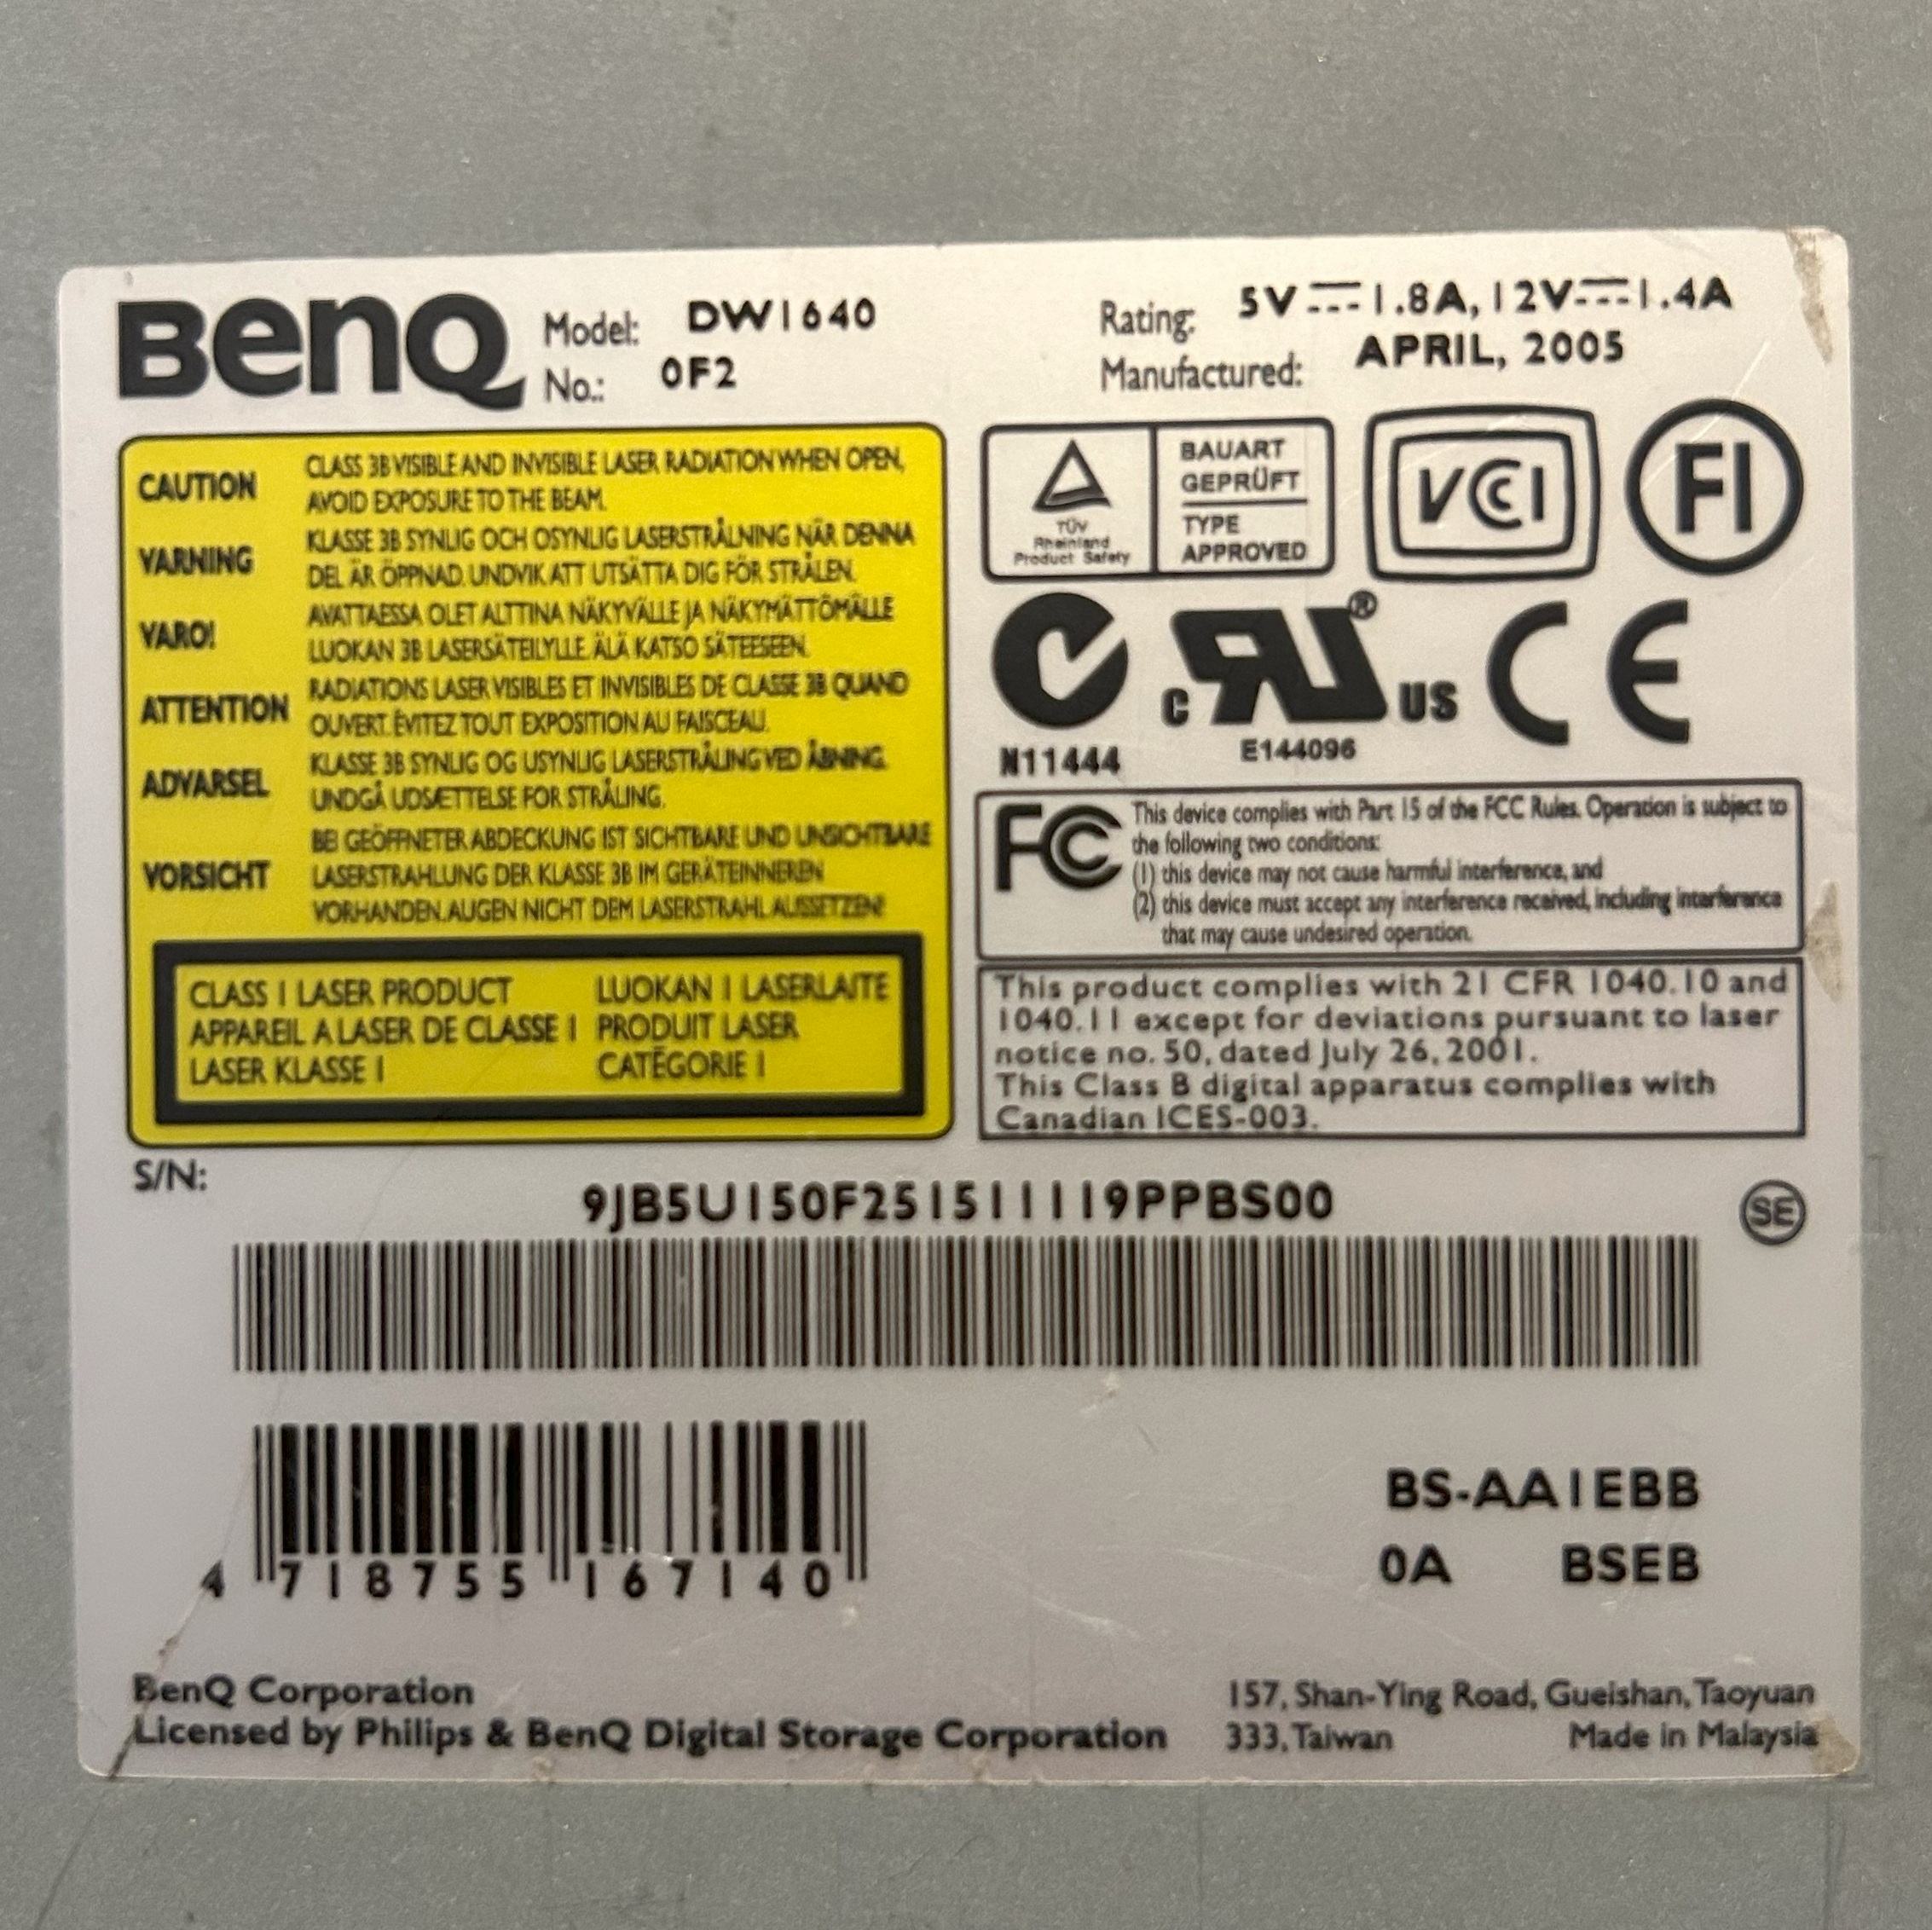 BenQ Model: DW1640
No.: 0F2
Rating: 5V 1.8A, 12V 1.4A
Manufactured: APRIL, 2005
CAUTION
CLASS 3B VISIBLE AND INVISIBLE LASER RADIATION WHEN OPEN,
AVOID EXPOSURE TO THE BEAM.
VARNING
KLASSE 3B SYNLIG OCH OSYNLIG LASERSTRÅLNING NÄR DENNA
DEL ÄR ÖPPNAD. UNDVIK ATT UTSÄTTA DIG FÖR STRÅLEN.
VARO!
AVATTAESSA OLET ALTTINA NÄKYVÄLLE JA NÄKYMÄTTÖMÄLLE
LUOKAN 3B LASERSÄTEILYLLE. ÄLÄ KATSO SÄTEESEEN.
ATTENTION
RADIATIONS LASER VISIBLES ET INVISIBLES DE CLASSE 3B QUAND
OUVERT. ÉVITEZ TOUT EXPOSITION AU FAISCEAU.
ADVARSEL
KLASSE 3B SYNLIG OG USYNLIG LASERSTRÅLING VED ÅBNING.
UNDGÅ UDSÆTTELSE FOR STRÅLING.
VORSICHT
BEI GEÖFFNETER ABDECKUNG IST SICHTBARE UND UNSICHTBARE
LASERSTRAHLUNG DER KLASSE 3B IM GERÄTEINNEREN
VORHANDEN. AUGEN NICHT DEM LASERSTRAHL AUSSETZEN!
CLASS 1 LASER PRODUCT
APPAREIL A LASER DE CLASSE 1
LASER KLASSE 1
LUOKAN 1 LASERLAITE
PRODUIT LASER
CATÉGORIE 1
TÜV
Rheinland
Product Safety
BAUART
GEPRÜFT
TYPE
APPROVED
VCCI
FI
N11444
c RU ® US
E144096
CE
FC
This device complies with Part 15 of the FCC Rules. Operation is subject to
the following two conditions:
(1) this device may not cause harmful interference, and
(2) this device must accept any interference received, including interference
that may cause undesired operation.
This product complies with 21 CFR 1040.10 and
1040.11 except for deviations pursuant to laser
notice no. 50, dated July 26, 2001.
This Class B digital apparatus complies with
Canadian ICES-003.
S/N:
9JB5U150F251511119PPBS00
SE
4 718755 167140
BS-AA1EBB
0A BSEB
BenQ Corporation
Licensed by Philips & BenQ Digital Storage Corporation
157, Shan-Ying Road, Gueishan, Taoyuan
333, Taiwan Made in Malaysia